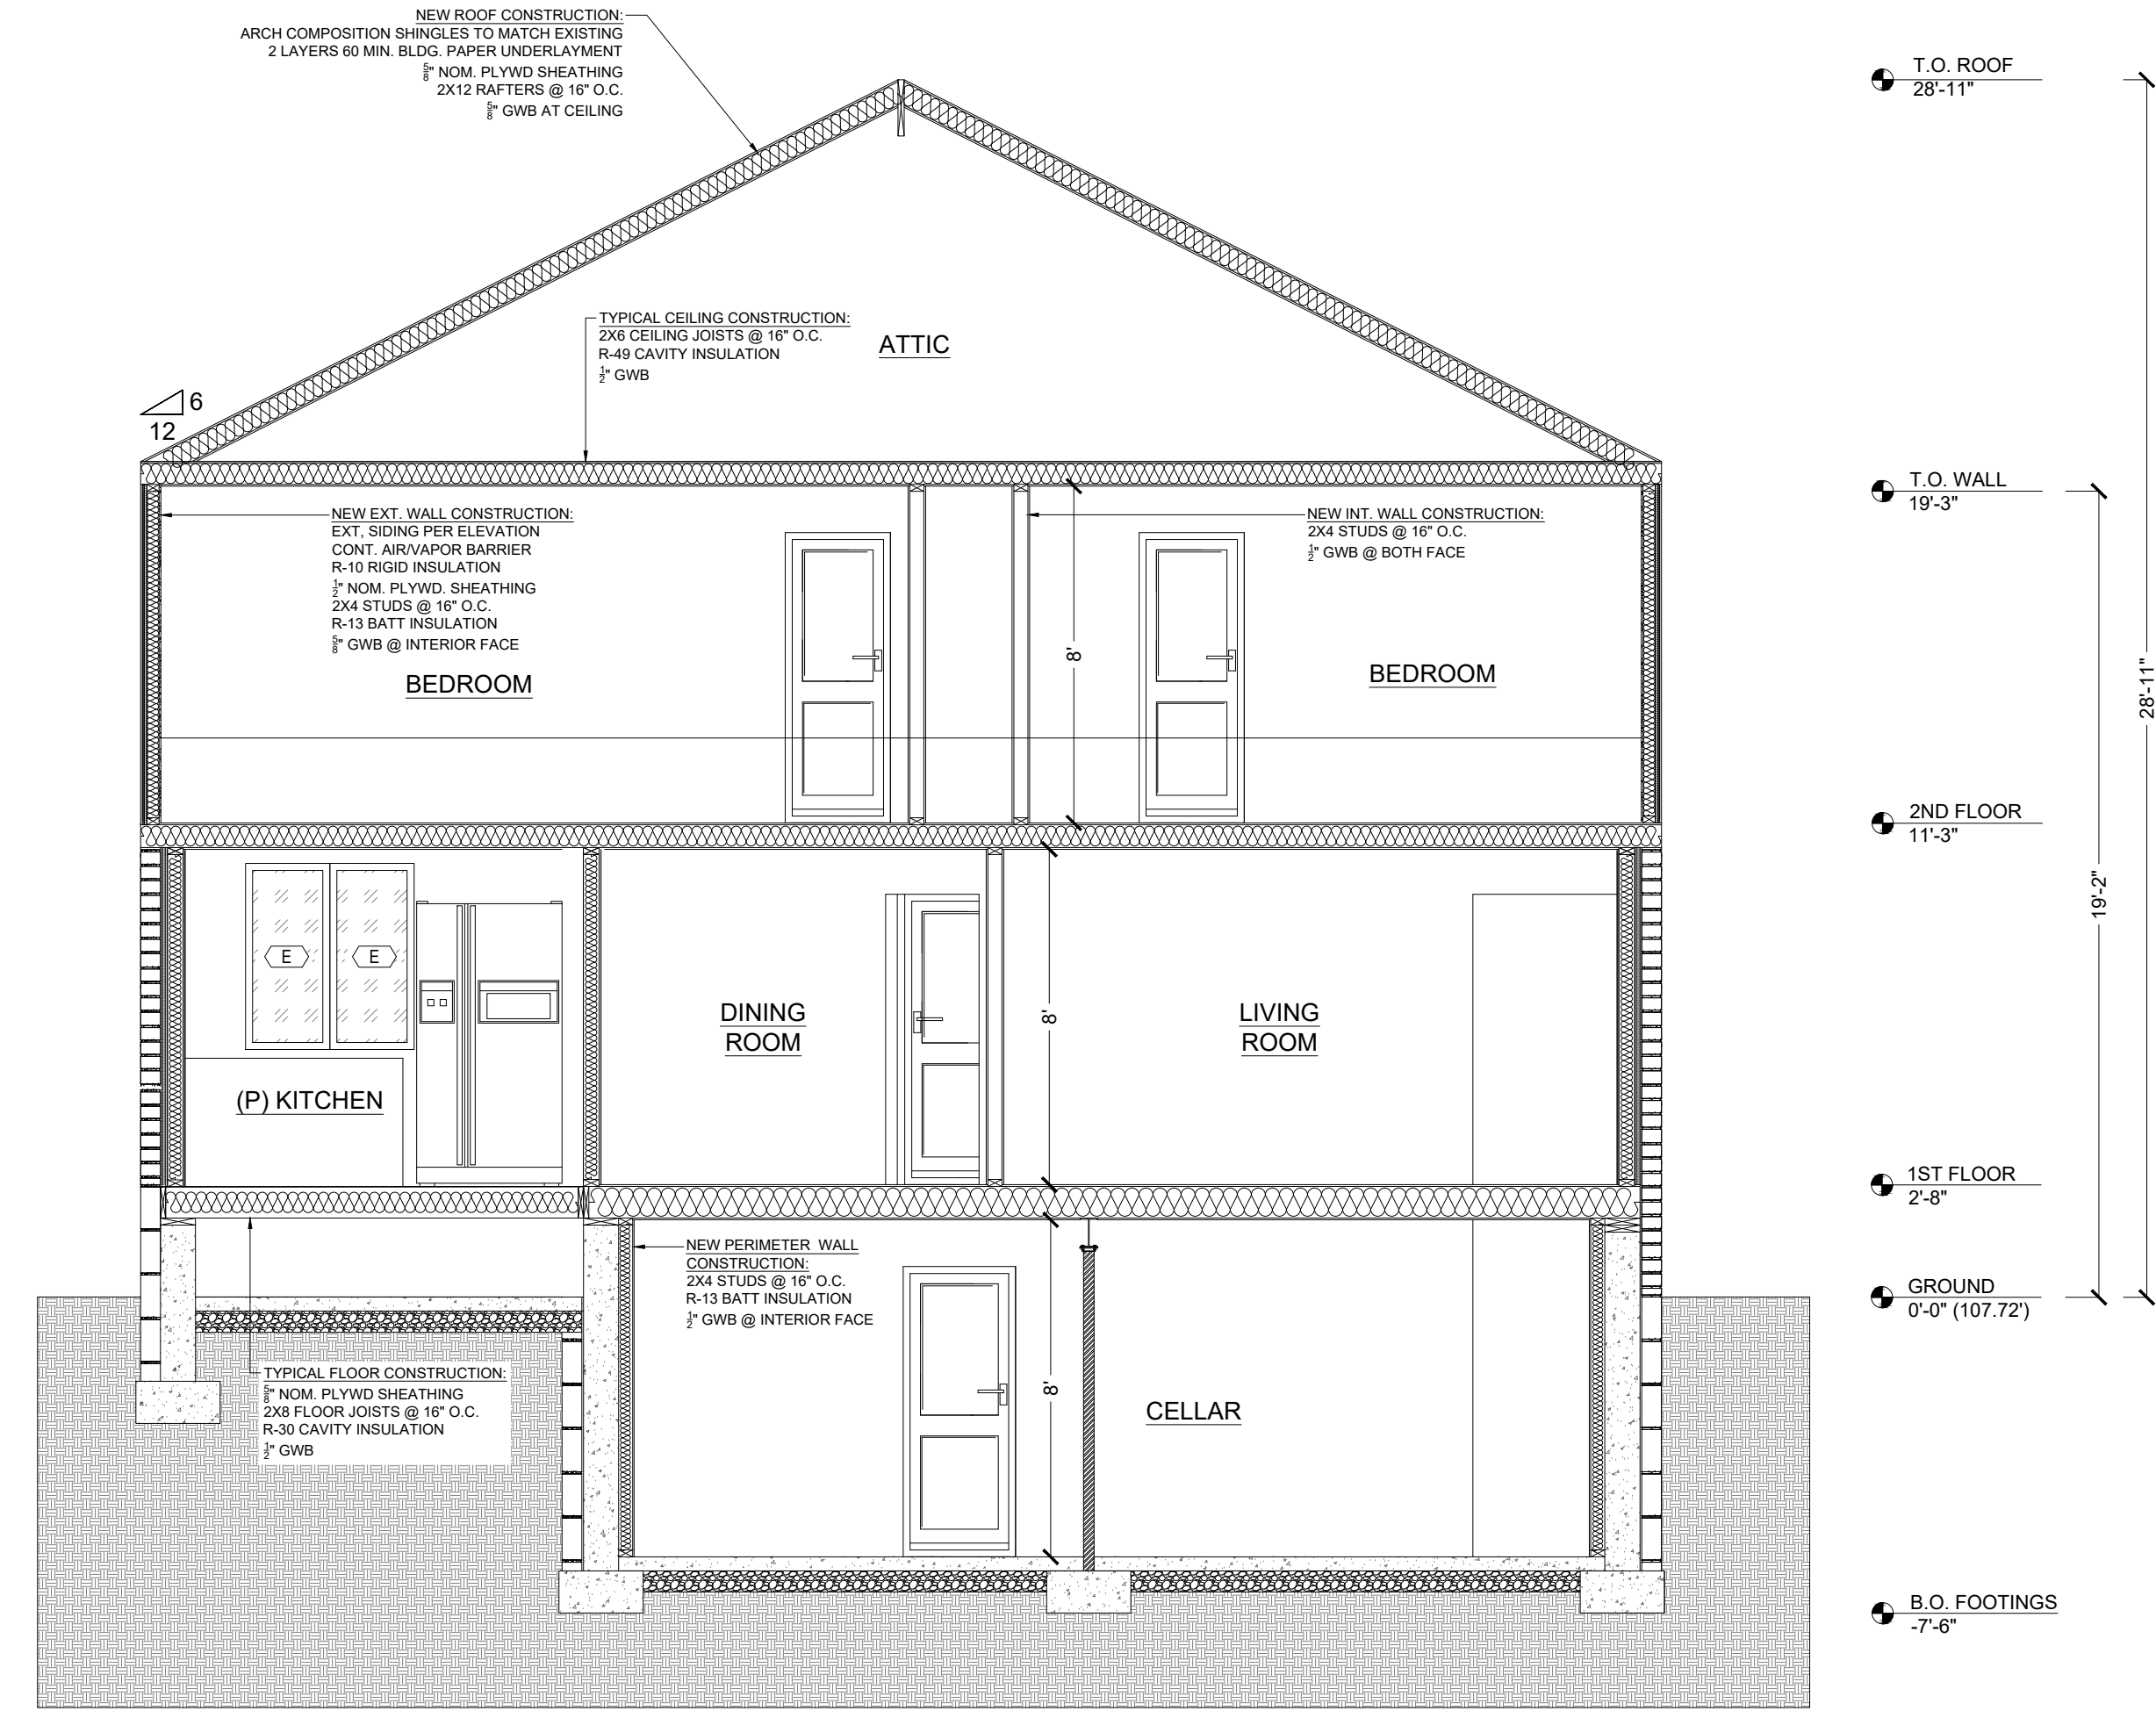 NEW ROOF CONSTRUCTION:
ARCH COMPOSITION SHINGLES TO MATCH EXISTING
2 LAYERS 60 MIN. BLDG. PAPER UNDERLAYMENT
5/8" NOM. PLYWD SHEATHING
2X12 RAFTERS @ 16" O.C.
5/8" GWB AT CEILING
T.O. ROOF
28'-11"
TYPICAL CEILING CONSTRUCTION:
2X6 CEILING JOISTS @ 16" O.C.
R-49 CAVITY INSULATION
1/2" GWB
ATTIC
6
12
T.O. WALL
19'-3"
NEW EXT. WALL CONSTRUCTION:
EXT, SIDING PER ELEVATION
CONT. AIR/VAPOR BARRIER
R-10 RIGID INSULATION
1/2" NOM. PLYWD. SHEATHING
2X4 STUDS @ 16" O.C.
R-13 BATT INSULATION
5/8" GWB @ INTERIOR FACE
NEW INT. WALL CONSTRUCTION:
2X4 STUDS @ 16" O.C.
1/2" GWB @ BOTH FACE
8'
BEDROOM
BEDROOM
28'-11"
2ND FLOOR
11'-3"
19'-2"
E
E
DINING
ROOM
8'
LIVING
ROOM
(P) KITCHEN
1ST FLOOR
2'-8"
NEW PERIMETER WALL
CONSTRUCTION:
2X4 STUDS @ 16" O.C.
R-13 BATT INSULATION
1/2" GWB @ INTERIOR FACE
GROUND
0'-0" (107.72')
TYPICAL FLOOR CONSTRUCTION:
5/8" NOM. PLYWD SHEATHING
2X8 FLOOR JOISTS @ 16" O.C.
R-30 CAVITY INSULATION
1/2" GWB
8'
CELLAR
B.O. FOOTINGS
-7'-6"